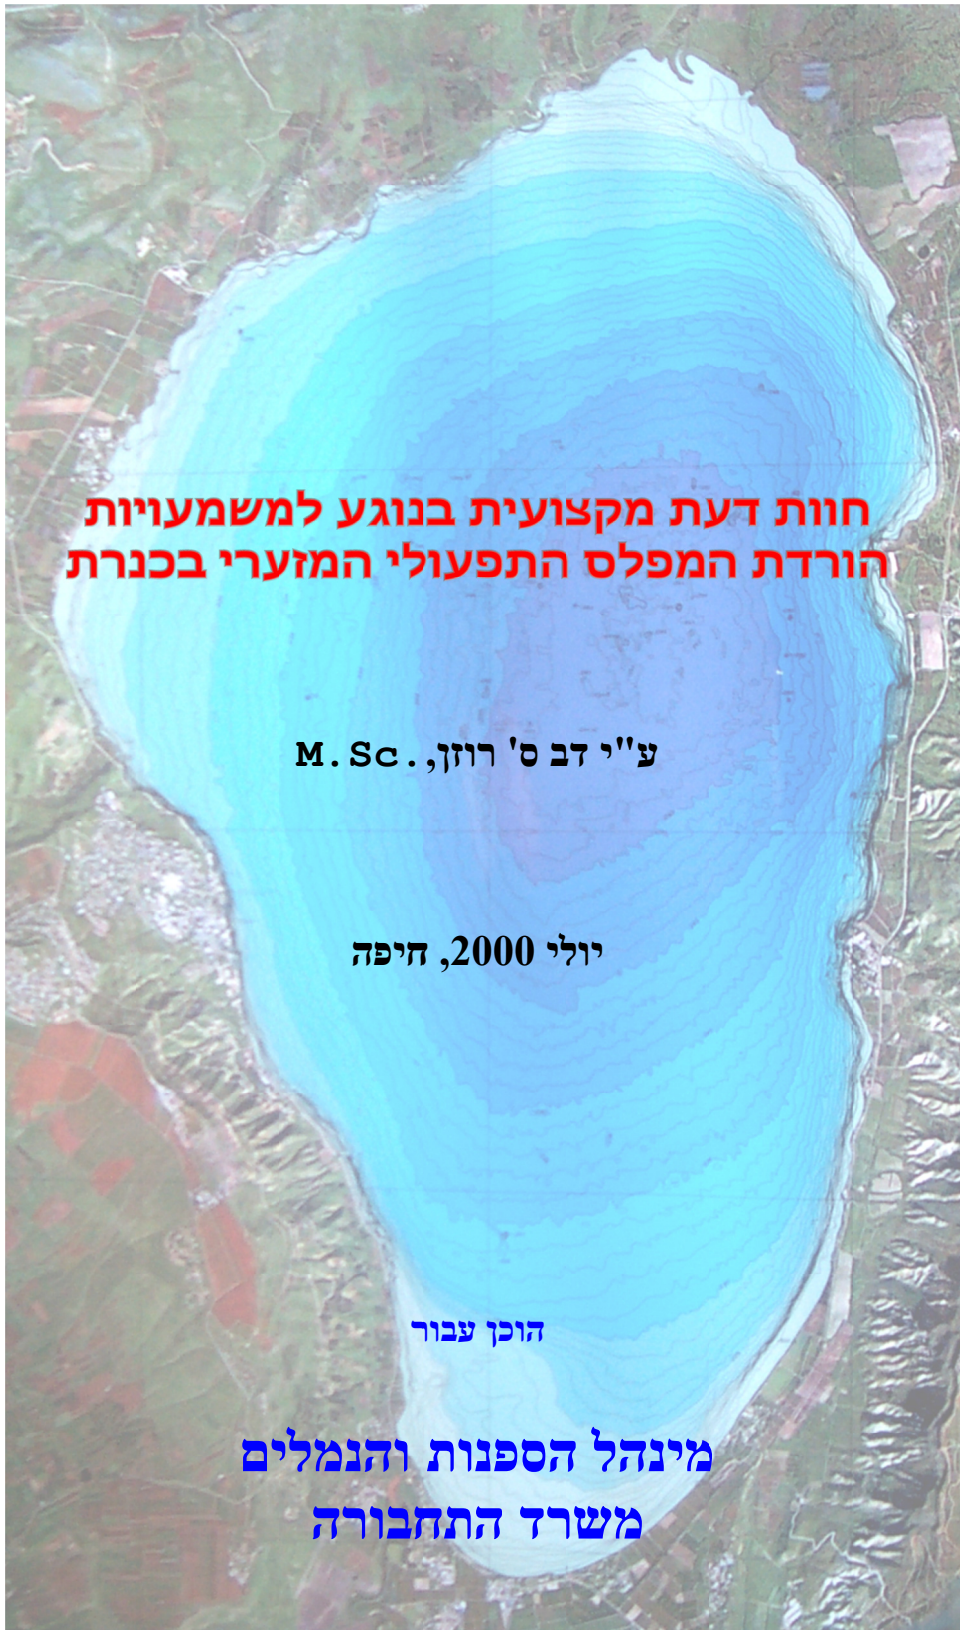 חוות דעת מקצועית בנוגע למשמעויות
הורדת המפלס התפעולי המזערי בכנרת
ע"י דב ס' רוזן,.M.Sc
יולי 2000, חיפה
הוכן עבור
מינהל הספנות והנמלים
משרד התחבורה